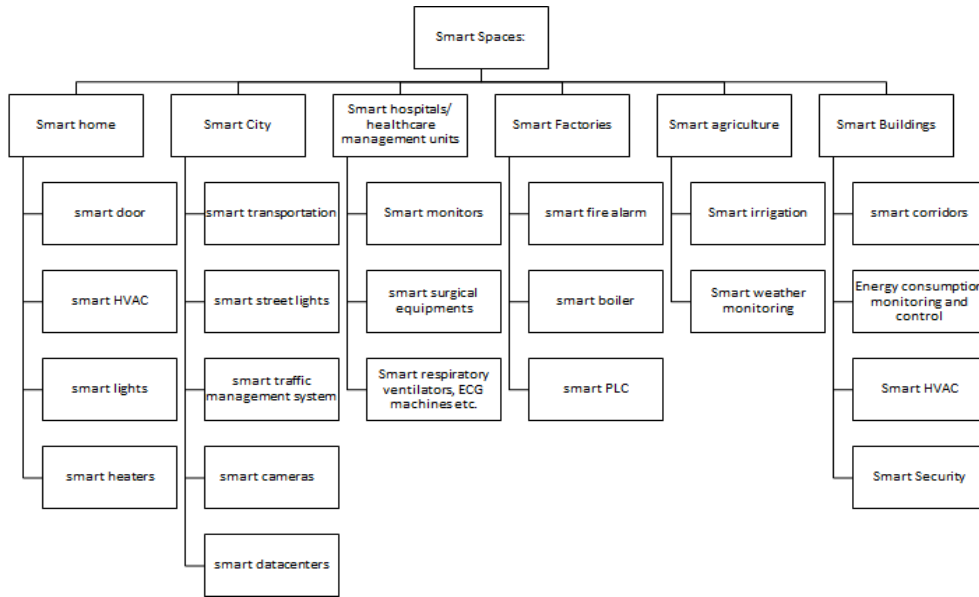 Smart Spaces:
Smart home
smart door
smart HVAC
smart lights
smart heaters
Smart City
smart transportation
smart street lights
smart traffic
management system
smart cameras
smart datacenters
Smart hospitals/
healthcare
management units
Smart monitors
smart surgical
equipments
Smart respiratory
ventilators, ECG
machines etc.
Smart Factories
smart fire alarm
smart boiler
smart PLC
Smart agriculture
Smart irrigation
Smart weather
monitoring
Smart Buildings
smart corridors
Energy consumption
monitoring and
control
Smart HVAC
Smart Security